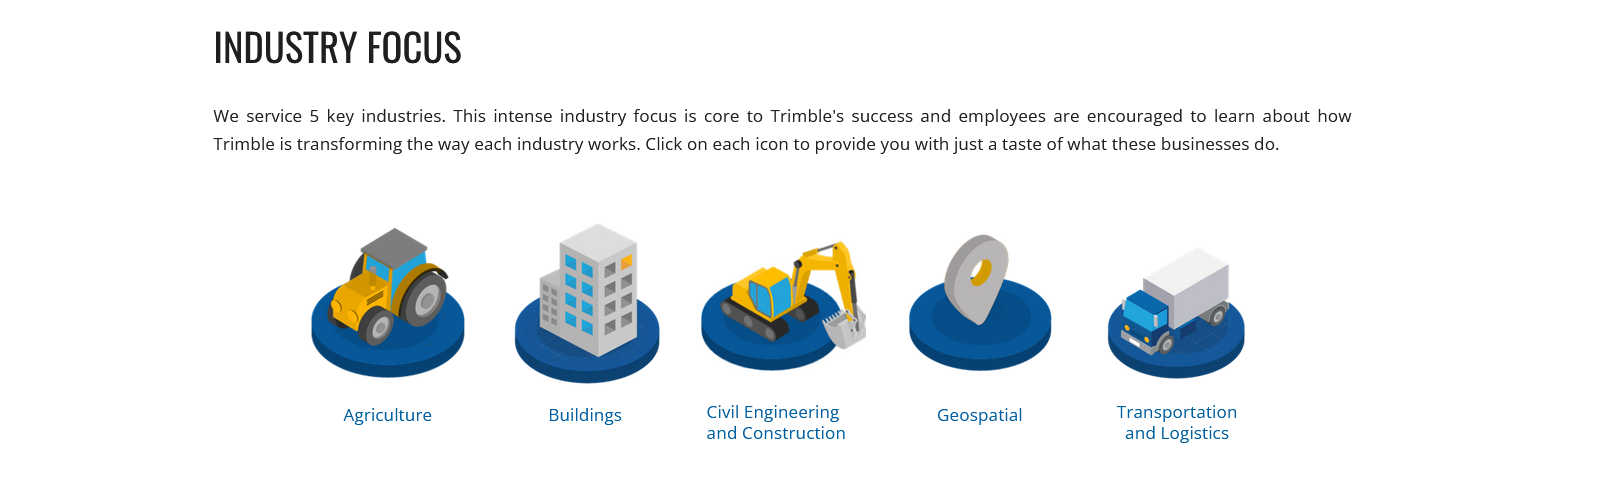 INDUSTRY FOCUS
We service 5 key industries. This intense industry focus is core to Trimble's success and employees are encouraged to learn about how
Trimble is transforming the way each industry works. Click on each icon to provide you with just a taste of what these businesses do.
Agriculture
Buildings
Civil Engineering
and Construction
Geospatial
Transportation
and Logistics